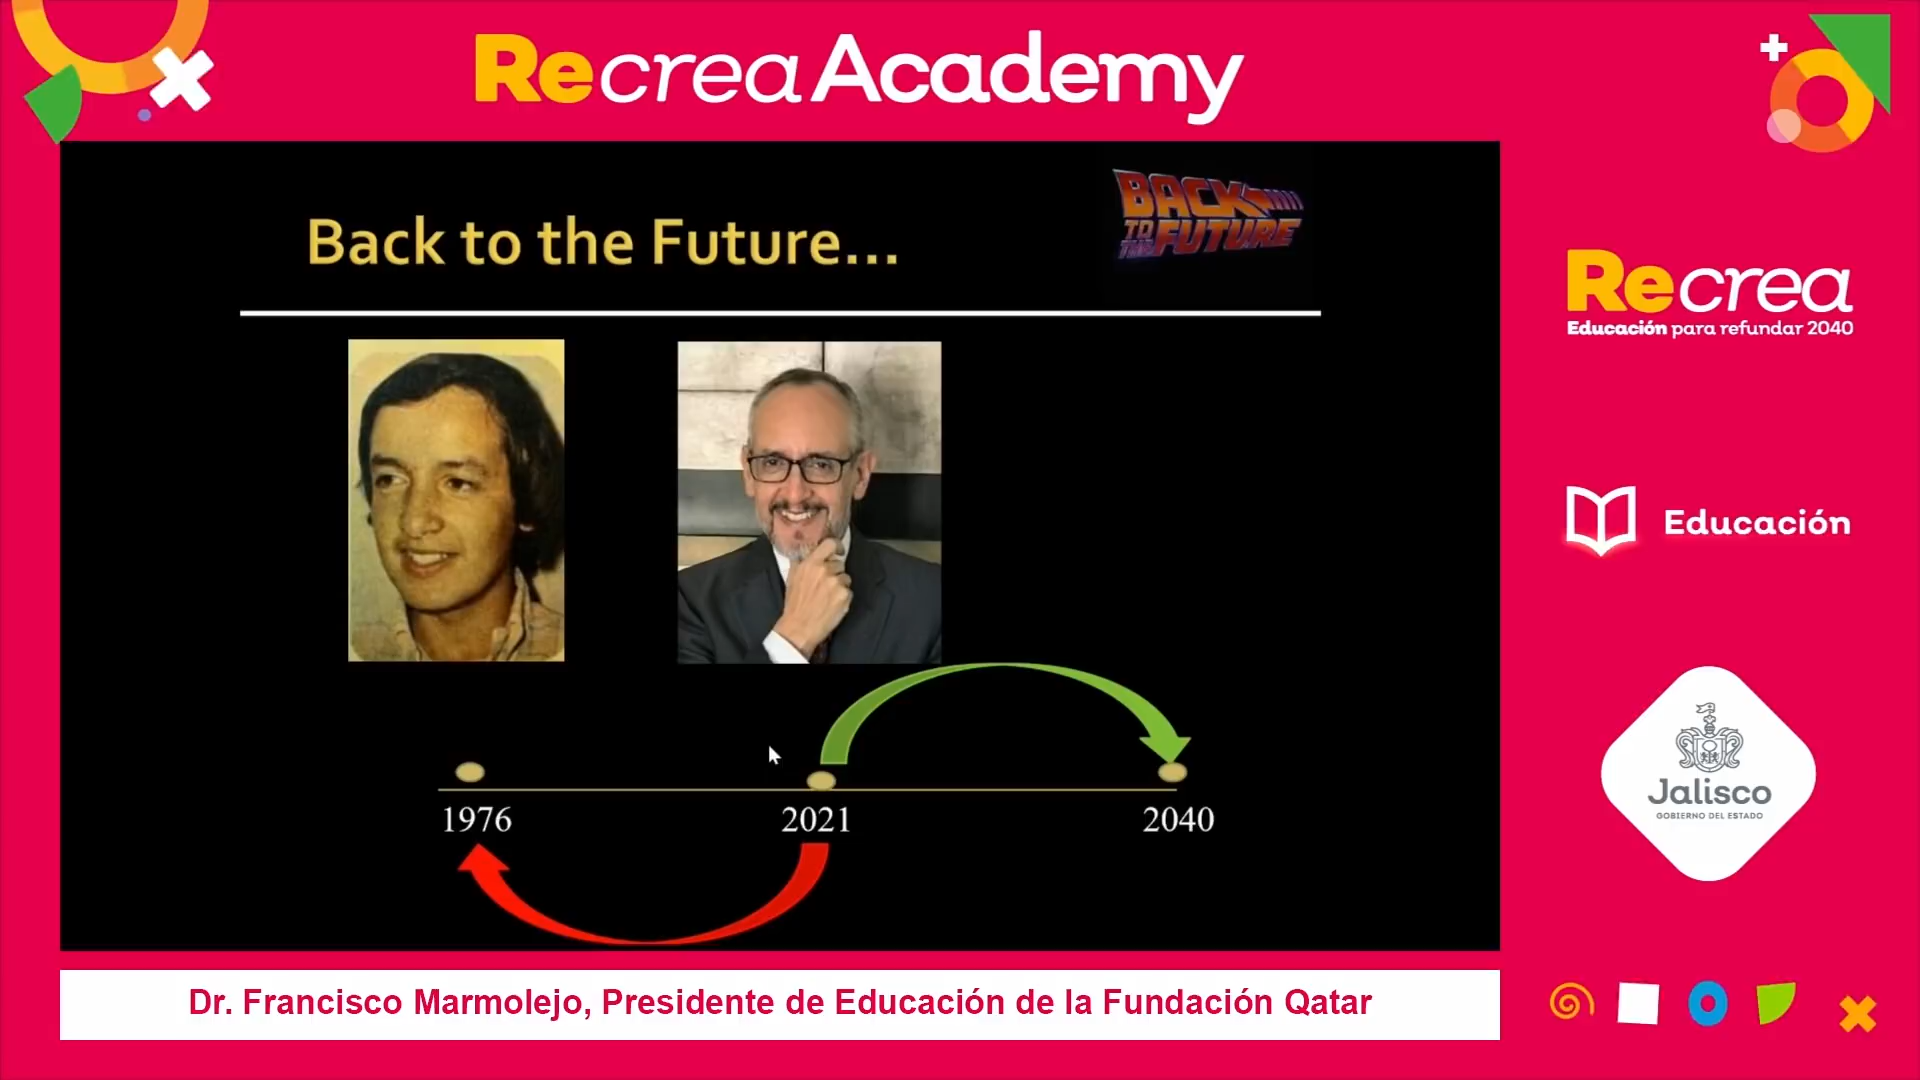 Recrea Academy
Back to the Future...
BACK
TO THE FUTURE
1976
2021
2040
Recrea
Educación para refundar 2040
Educación
Jalisco
GOBIERNO DEL ESTADO
Dr. Francisco Marmolejo, Presidente de Educación de la Fundación Qatar